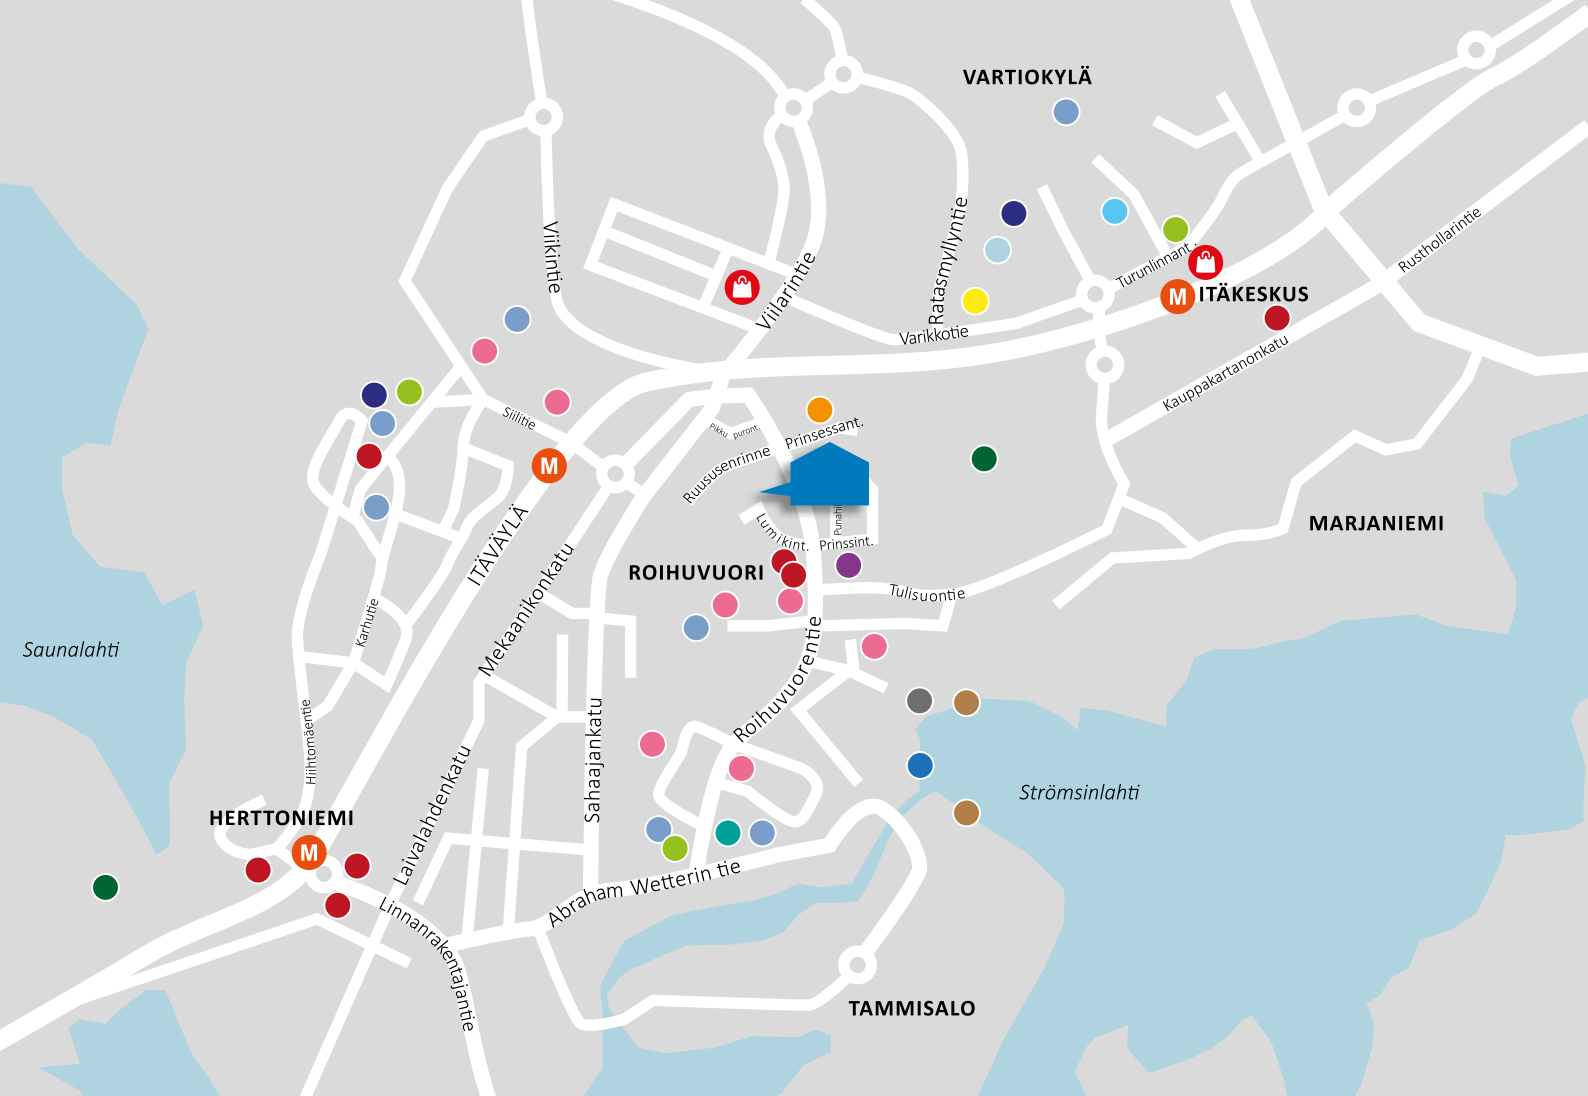 VARTIOKYLÄ
Viikintie
Viilarintie
Ratasmyllyntie
Rusthollarintie
Turunlinnant.
M
ITÄKESKUS
Varikkotie
Kauppakartanonkatu
Siilitie
Pikku puront.
Prinsessant.
Ruususenrinne
M
ITÄVÄYLÄ
Lumikint.
Prinssint.
MARJANIEMI
Mekaanikonkatu
ROIHUVUORI
Tulisuontie
Karhutie
Saunalahti
Roihuvuorentie
Hiihtomäentie
Sahaajankatu
Laivalahdenkatu
Strömsinlahti
HERTTONIEMI
M
Abraham Wetterin tie
Linnanrakentajantie
TAMMISALO